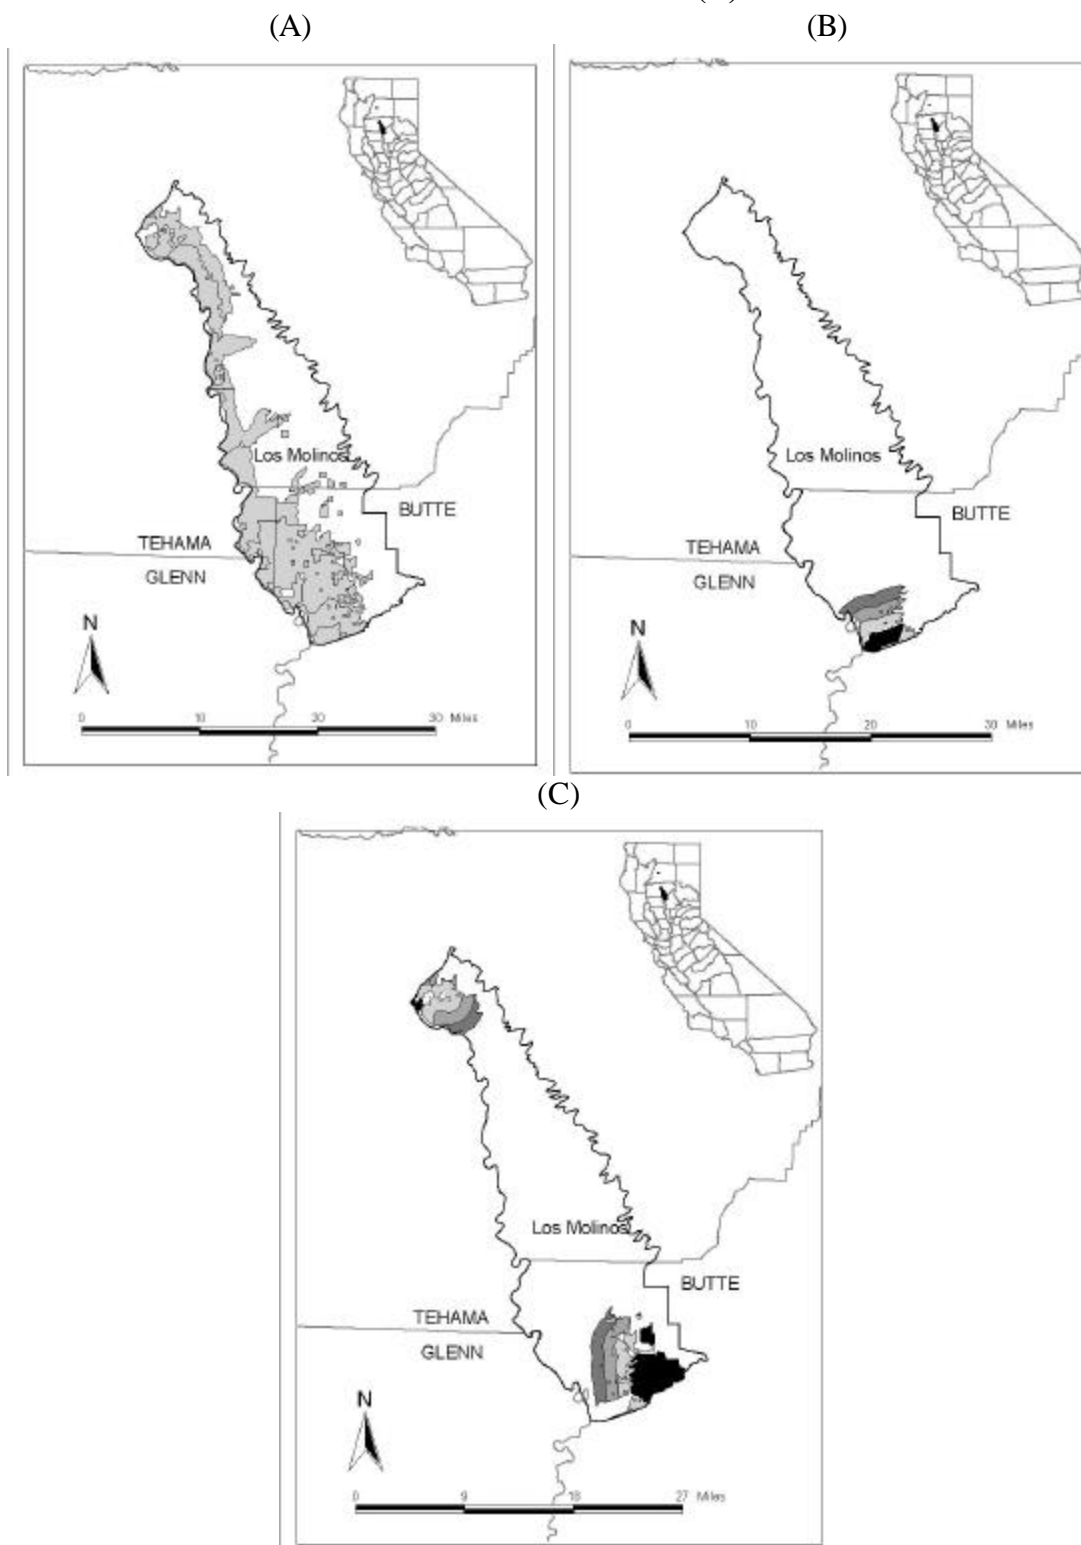 (A)
(B)
Los Molinos
BUTTE
TEHAMA
GLENN
N
0 10 20 30 Miles
Los Molinos
BUTTE
TEHAMA
GLENN
N
0 10 20 30 Miles
(C)
Los Molinos
BUTTE
TEHAMA
GLENN
N
0 9 18 27 Miles